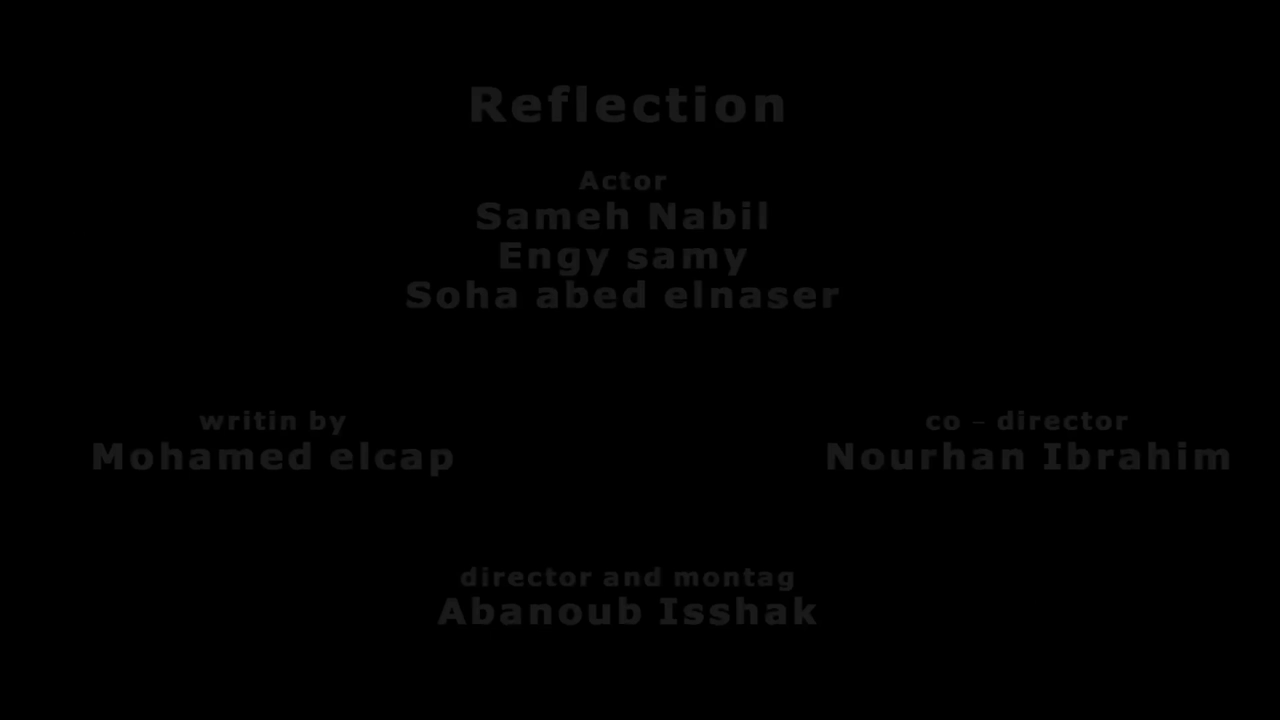 Reflection
Actor
Sameh Nabil
Engy samy
Soha abed elnaser
writin by
Mohamed elcap
co - director
Nourhan Ibrahim
director and montag
Abanoub Isshak